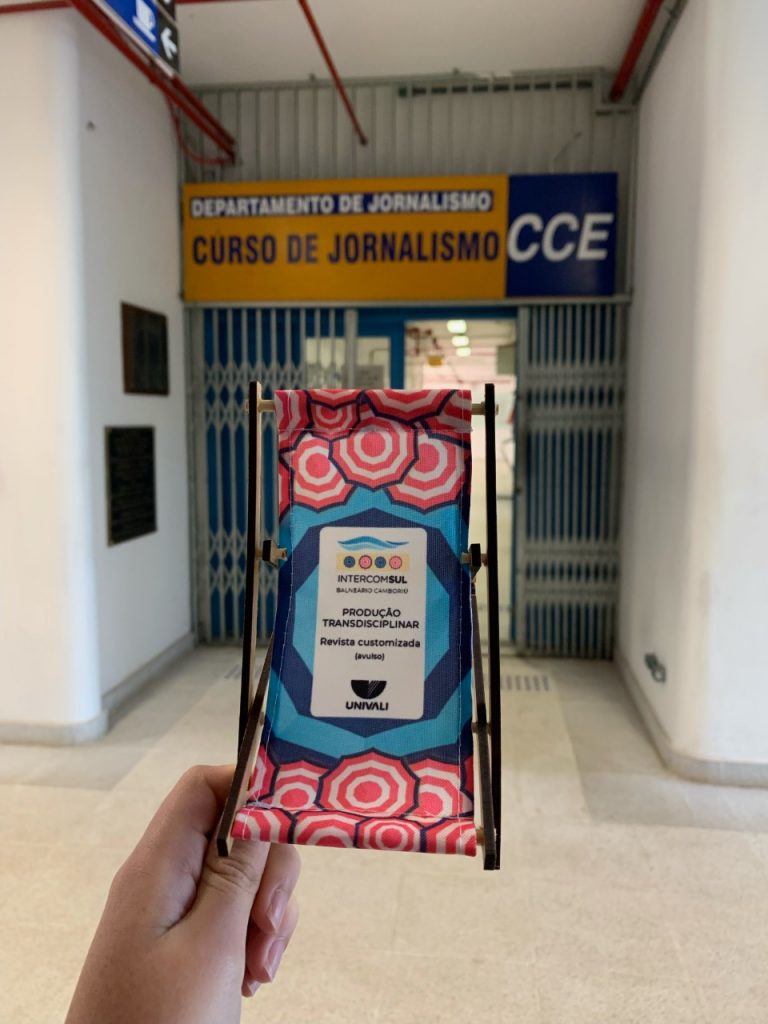 DEPARTAMENTO DE JORNALISMO
CURSO DE JORNALISMO
CCE
INTERCOMSUL
BALNEÁRIO CAMBORIÚ
PRODUÇÃO
TRANSDISCIPLINAR
Revista customizada
(avulso)
UNIVALI